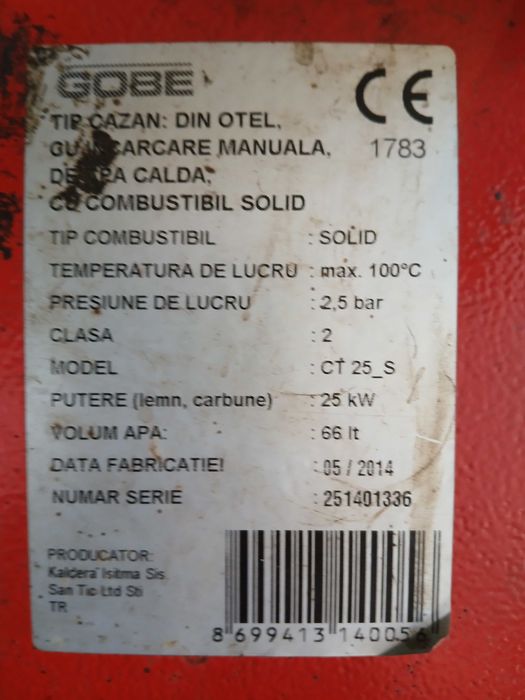 GOBE
CE
TIP CAZAN: DIN OTEL,
CU INCARCARE MANUALA, 1783
DE APA CALDA,
CU COMBUSTIBIL SOLID
TIP COMBUSTIBIL : SOLID
TEMPERATURA DE LUCRU : max. 100°C
PRESIUNE DE LUCRU : 2,5 bar
CLASA : 2
MODEL : CT 25_S
PUTERE (lemn, carbune) : 25 kW
VOLUM APA: : 66 lt
DATA FABRICATIEI : 05 / 2014
NUMAR SERIE : 251401336
PRODUCATOR:
Kaldera Isitma Sis
San Tic Ltd Sti
TR
8 699413 140056